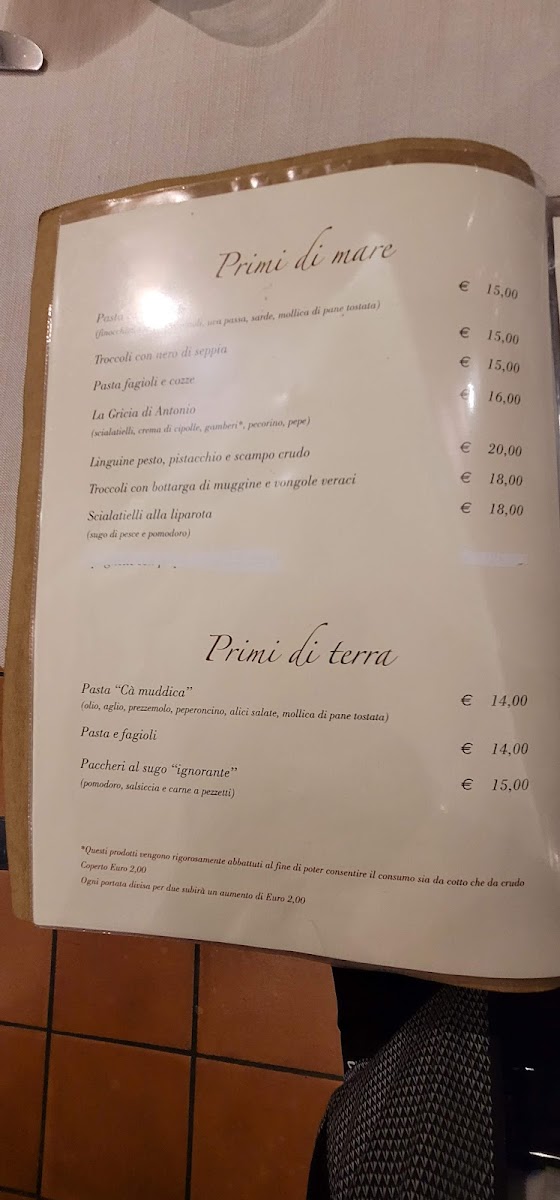 Primi di mare
Pasta € 15,00
uva passa, sarde, mollica di pane tostata)
Troccoli con nero di seppia € 15,00
Pasta fagioli e cozze € 15,00
La Gricia di Antonio € 16,00
(scialatielli, crema di cipolle, gamberi*, pecorino, pepe)
Linguine pesto, pistacchio e scampo crudo € 20,00
Troccoli con bottarga di muggine e vongole veraci € 18,00
Scialatielli alla liparota € 18,00
(sugo di pesce e pomodoro)
Primi di terra
Pasta “Cà muddica” € 14,00
(olio, aglio, prezzemolo, peperoncino, alici salate, mollica di pane tostata)
Pasta e fagioli € 14,00
Paccheri al sugo “ignorante” € 15,00
(pomodoro, salsiccia e carne a pezzetti)
*Questi prodotti vengono rigorosamente abbattuti al fine di poter consentire il consumo sia da cotto che da crudo
Coperto Euro 2,00
Ogni portata divisa per due subirà un aumento di Euro 2,00